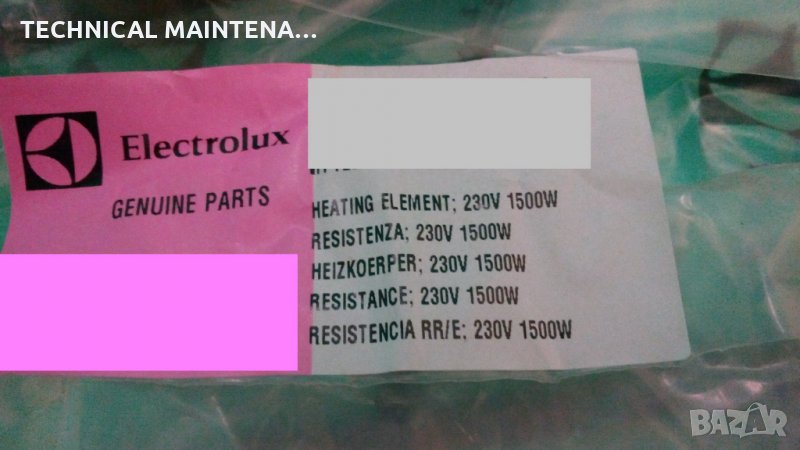 TECHNICAL MAINTENA...
Electrolux
GENUINE PARTS
HEATING ELEMENT; 230V 1500W
RESISTENZA; 230V 1500W
HEIZKOERPER; 230V 1500W
RESISTANCE; 230V 1500W
RESISTENCIA RR/E; 230V 1500W
BAZAR